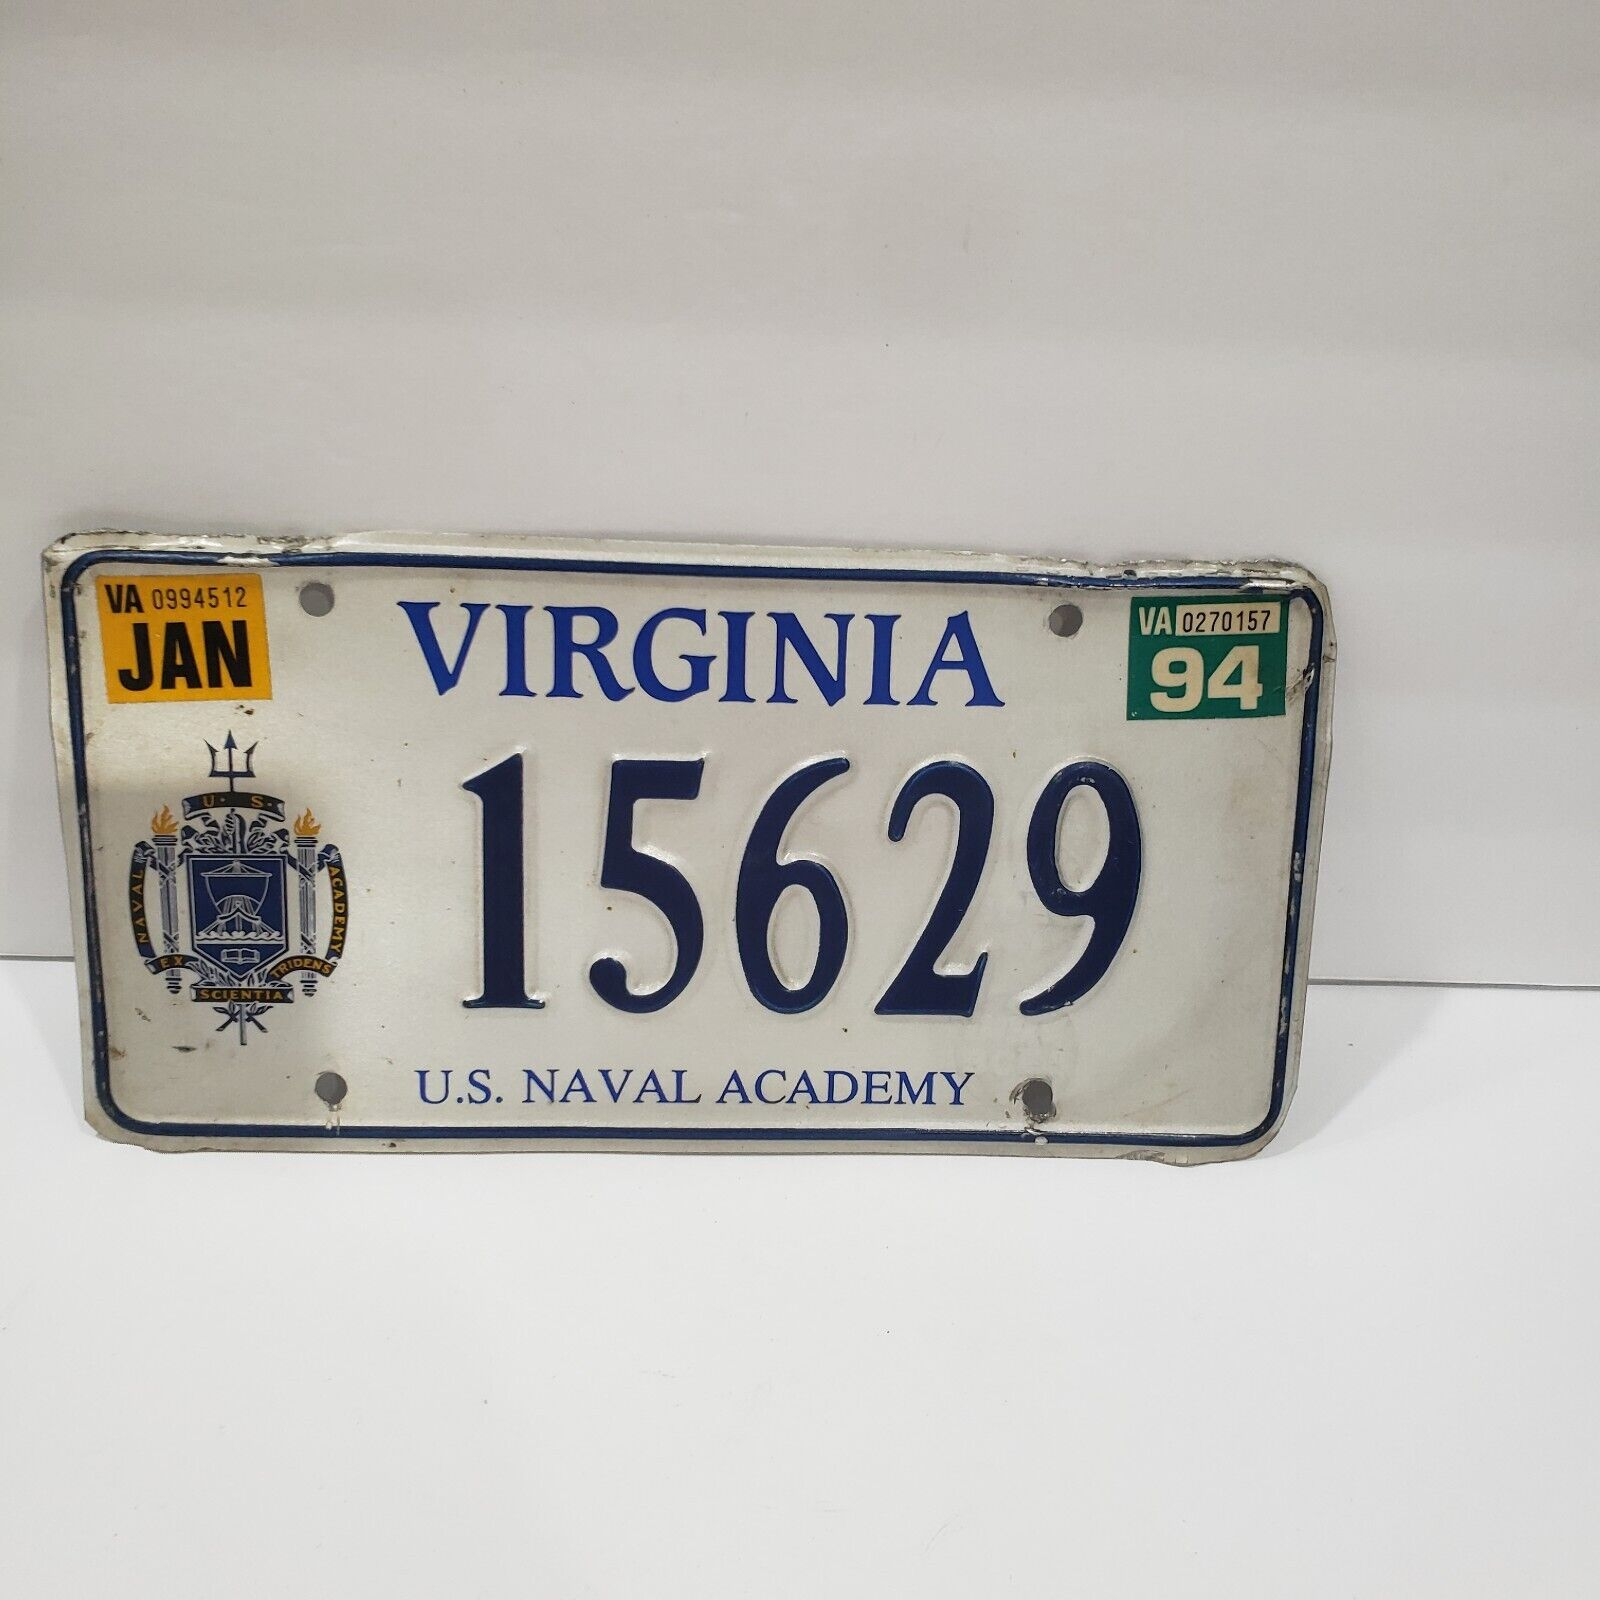 VA 0994512
JAN
VIRGINIA
VA 0270157
94
15629
U.S.
NAVAL ACADEMY
EX TRIDENS
SCIENTIA
U.S. NAVAL ACADEMY